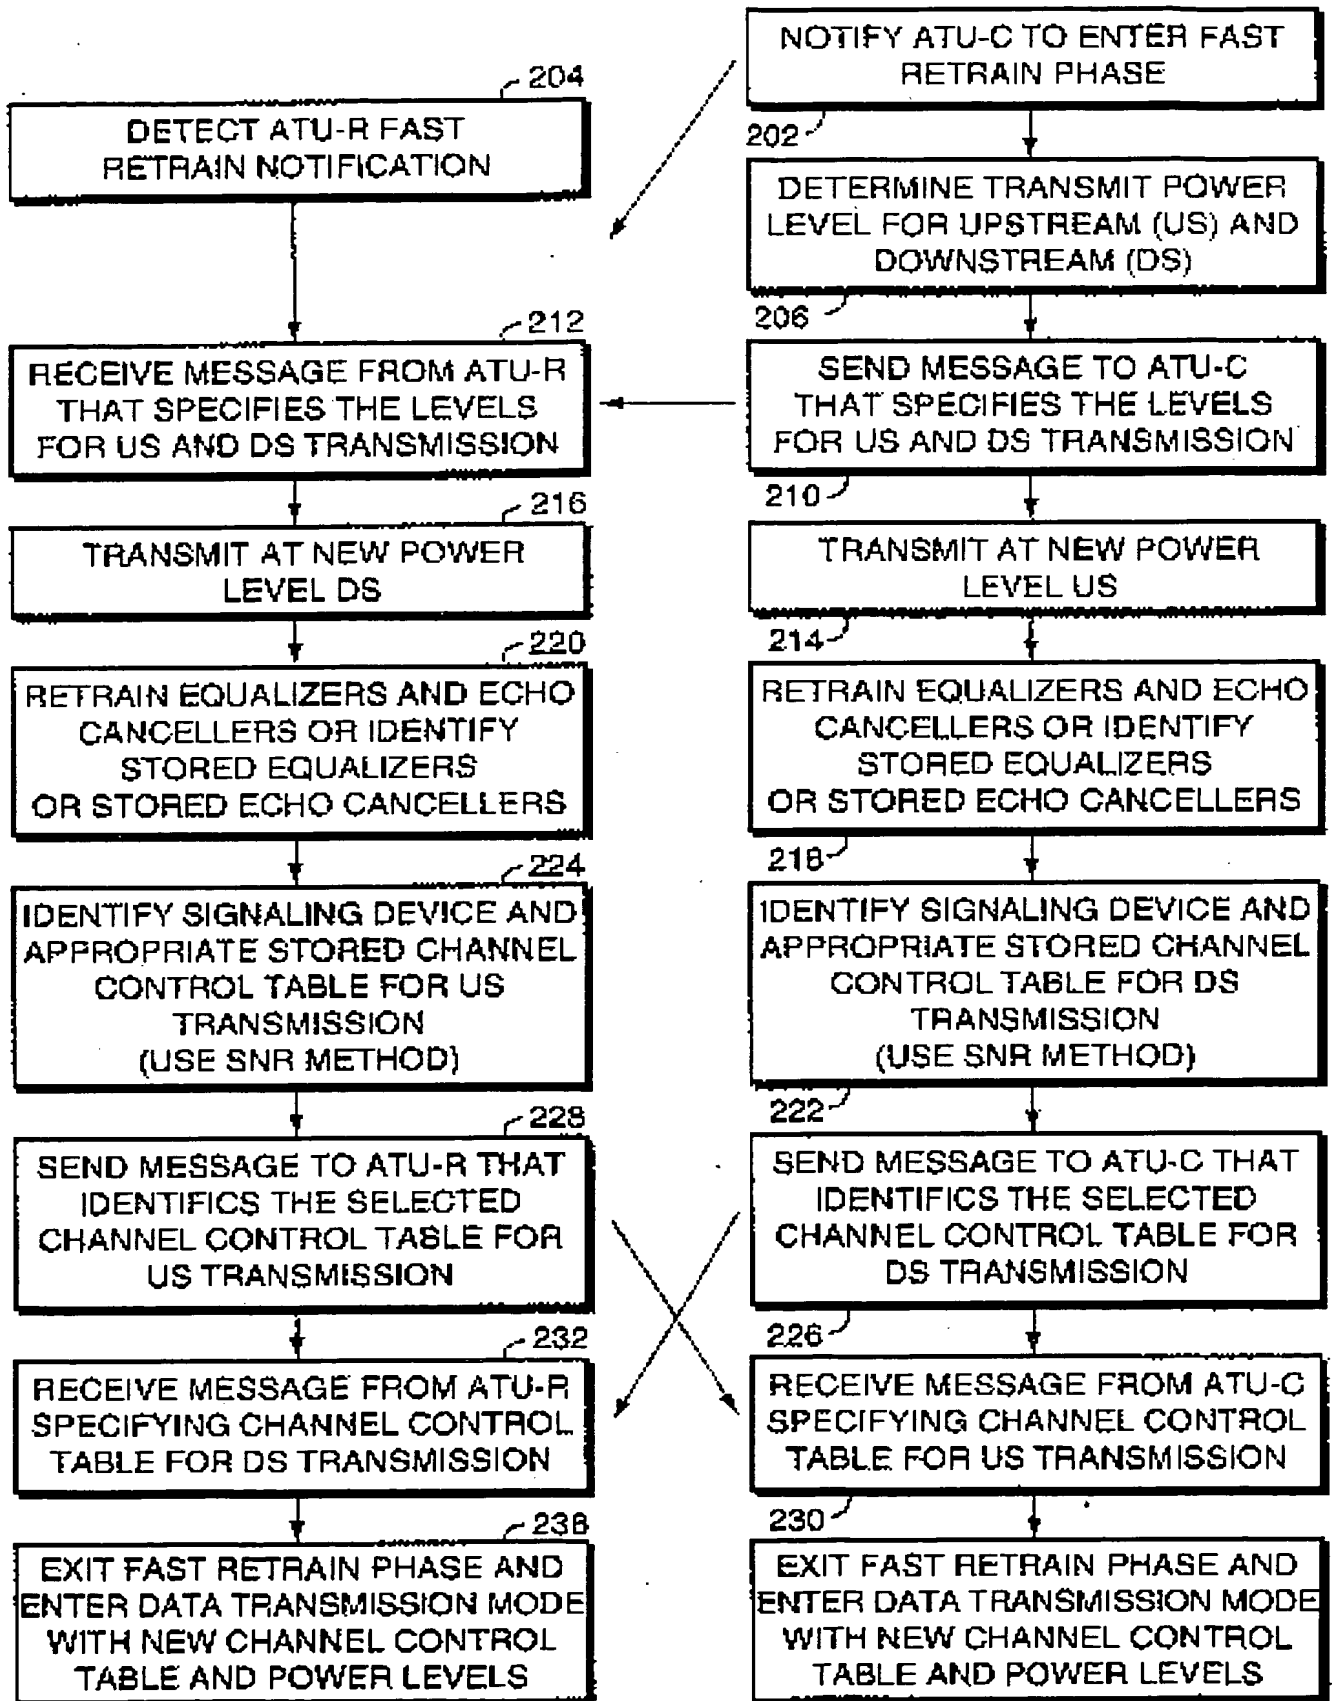 204
DETECT ATU-R FAST
RETRAIN NOTIFICATION
212
RECEIVE MESSAGE FROM ATU-R
THAT SPECIFIES THE LEVELS
FOR US AND DS TRANSMISSION
216
TRANSMIT AT NEW POWER
LEVEL DS
220
RETRAIN EQUALIZERS AND ECHO
CANCELLERS OR IDENTIFY
STORED EQUALIZERS
OR STORED ECHO CANCELLERS
224
IDENTIFY SIGNALING DEVICE AND
APPROPRIATE STORED CHANNEL
CONTROL TABLE FOR US
TRANSMISSION
(USE SNR METHOD)
228
SEND MESSAGE TO ATU-R THAT
IDENTIFICS THE SELECTED
CHANNEL CONTROL TABLE FOR
US TRANSMISSION
232
RECEIVE MESSAGE FROM ATU-R
SPECIFYING CHANNEL CONTROL
TABLE FOR DS TRANSMISSION
238
EXIT FAST RETRAIN PHASE AND
ENTER DATA TRANSMISSION MODE
WITH NEW CHANNEL CONTROL
TABLE AND POWER LEVELS
NOTIFY ATU-C TO ENTER FAST
RETRAIN PHASE
202
DETERMINE TRANSMIT POWER
LEVEL FOR UPSTREAM (US) AND
DOWNSTREAM (DS)
206
SEND MESSAGE TO ATU-C
THAT SPECIFIES THE LEVELS
FOR US AND DS TRANSMISSION
210
TRANSMIT AT NEW POWER
LEVEL US
214
RETRAIN EQUALIZERS AND ECHO
CANCELLERS OR IDENTIFY
STORED EQUALIZERS
OR STORED ECHO CANCELLERS
218
IDENTIFY SIGNALING DEVICE AND
APPROPRIATE STORED CHANNEL
CONTROL TABLE FOR DS
TRANSMISSION
(USE SNR METHOD)
222
SEND MESSAGE TO ATU-C THAT
IDENTIFICS THE SELECTED
CHANNEL CONTROL TABLE FOR
DS TRANSMISSION
226
RECEIVE MESSAGE FROM ATU-C
SPECIFYING CHANNEL CONTROL
TABLE FOR US TRANSMISSION
230
EXIT FAST RETRAIN PHASE AND
ENTER DATA TRANSMISSION MODE
WITH NEW CHANNEL CONTROL
TABLE AND POWER LEVELS